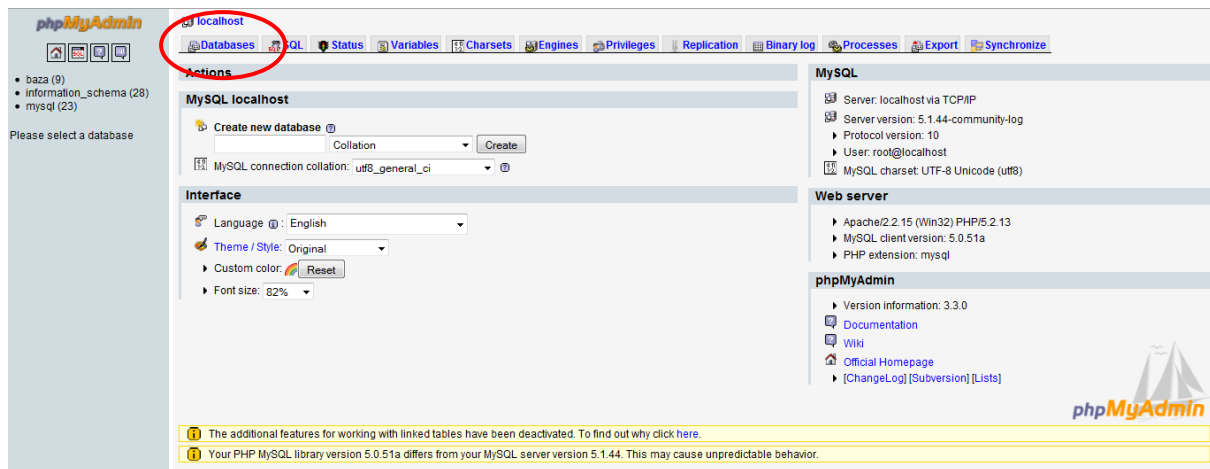 phpMyAdmin
baza (9)
information_schema (28)
mysql (23)
Please select a database
localhost
Databases SQL Status Variables Charsets Engines Privileges Replication Binary log Processes Export Synchronize
Actions
MySQL localhost
Create new database
Collation Create
MySQL connection collation: utf8_general_ci
Interface
Language : English
Theme / Style: Original
Custom color: Reset
Font size: 82%
MySQL
Server: localhost via TCP/IP
Server version: 5.1.44-community-log
Protocol version: 10
User: root@localhost
MySQL charset: UTF-8 Unicode (utf8)
Web server
Apache/2.2.15 (Win32) PHP/5.2.13
MySQL client version: 5.0.51a
PHP extension: mysql
phpMyAdmin
Version information: 3.3.0
Documentation
Wiki
Official Homepage
[ChangeLog] [Subversion] [Lists]
phpMyAdmin
The additional features for working with linked tables have been deactivated. To find out why click here.
Your PHP MySQL library version 5.0.51a differs from your MySQL server version 5.1.44. This may cause unpredictable behavior.